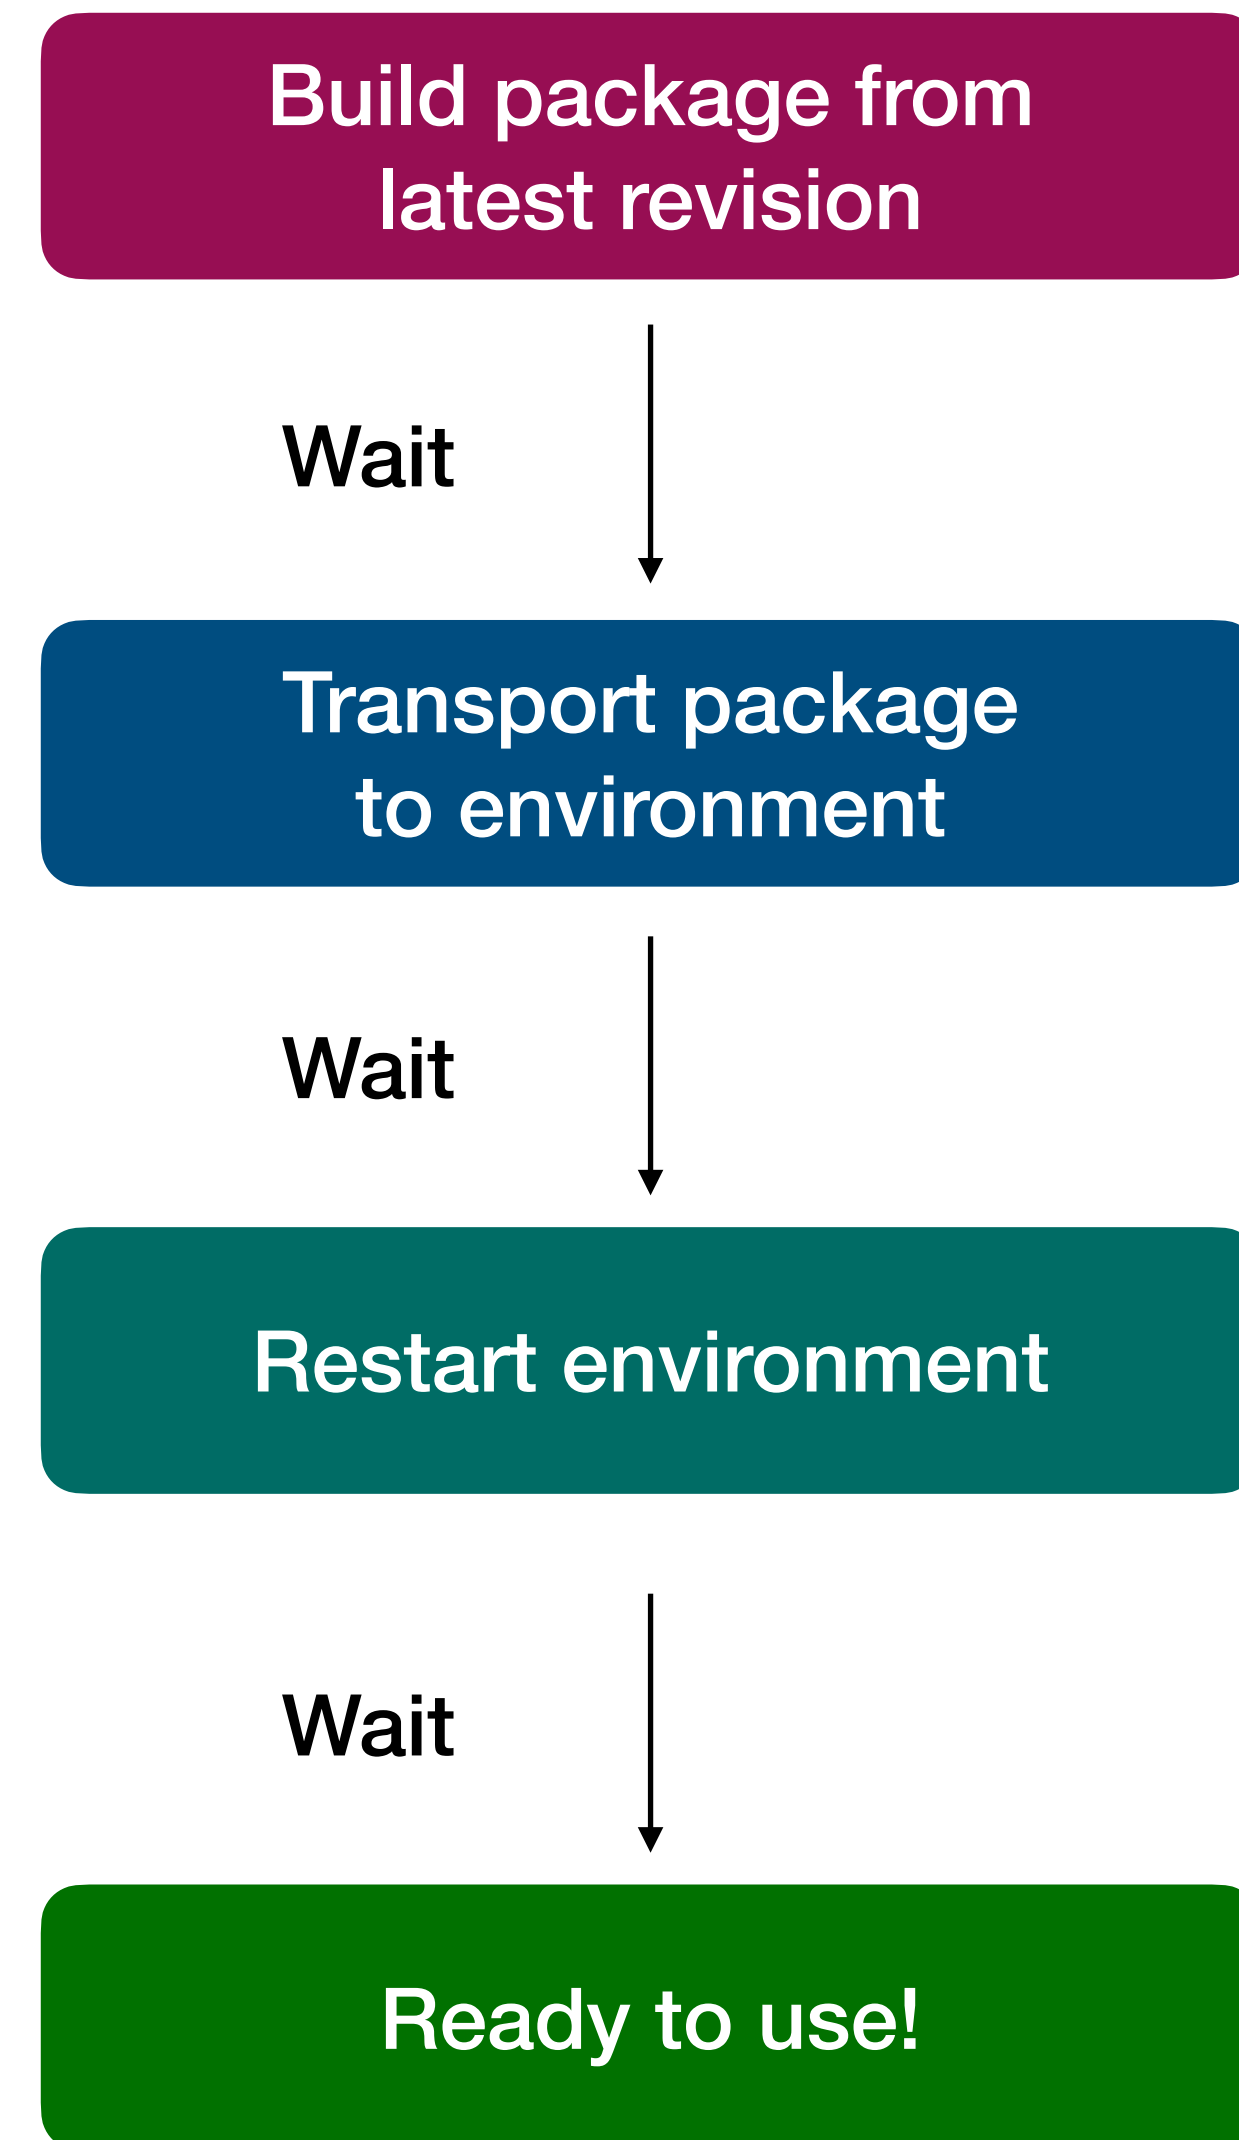 Build package from
latest revision
Wait
Transport package
to environment
Wait
Restart environment
Wait
Ready to use!